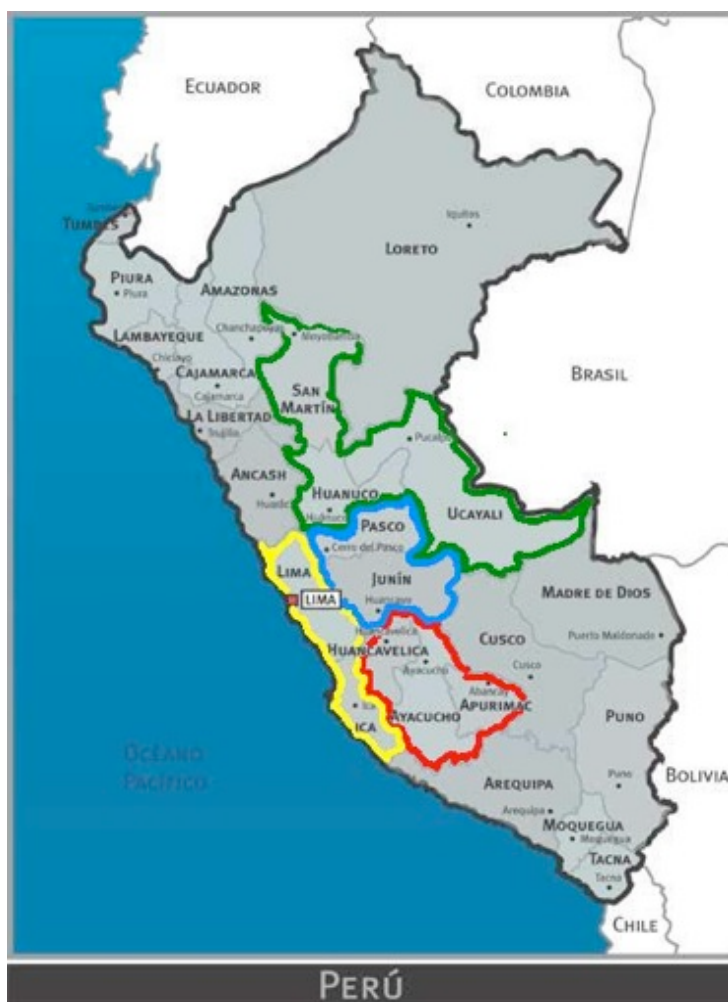 ECUADOR
COLOMBIA
TUMBES
Iquitos
LORETO
PIURA
Piura
AMAZONAS
LAMBAYEQUE
Chanchapoyas
Moyobamba
Chiclayo
CAJAMARCA
Cajamarca
BRASIL
SAN
MARTÍN
LA LIBERTAD
Trujillo
Pucalpa
ANCASH
HUANUCO
Huánuco
UCAYALI
PASCO
Cerro del Pasco
LIMA
JUNÍN
MADRE DE DIOS
LIMA
Huancayo
Huancavelica
HUANCAVELICA
CUSCO
Puerto Maldonado
Ayacucho
Cusco
Abancay
APURIMAC
Ica
ICA
AYACUCHO
PUNO
OCÉANO
PACÍFICO
AREQUIPA
Puno
BOLIVIA
Arequipa
MOQUEGUA
Moquegua
TACNA
Tacna
CHILE
PERÚ